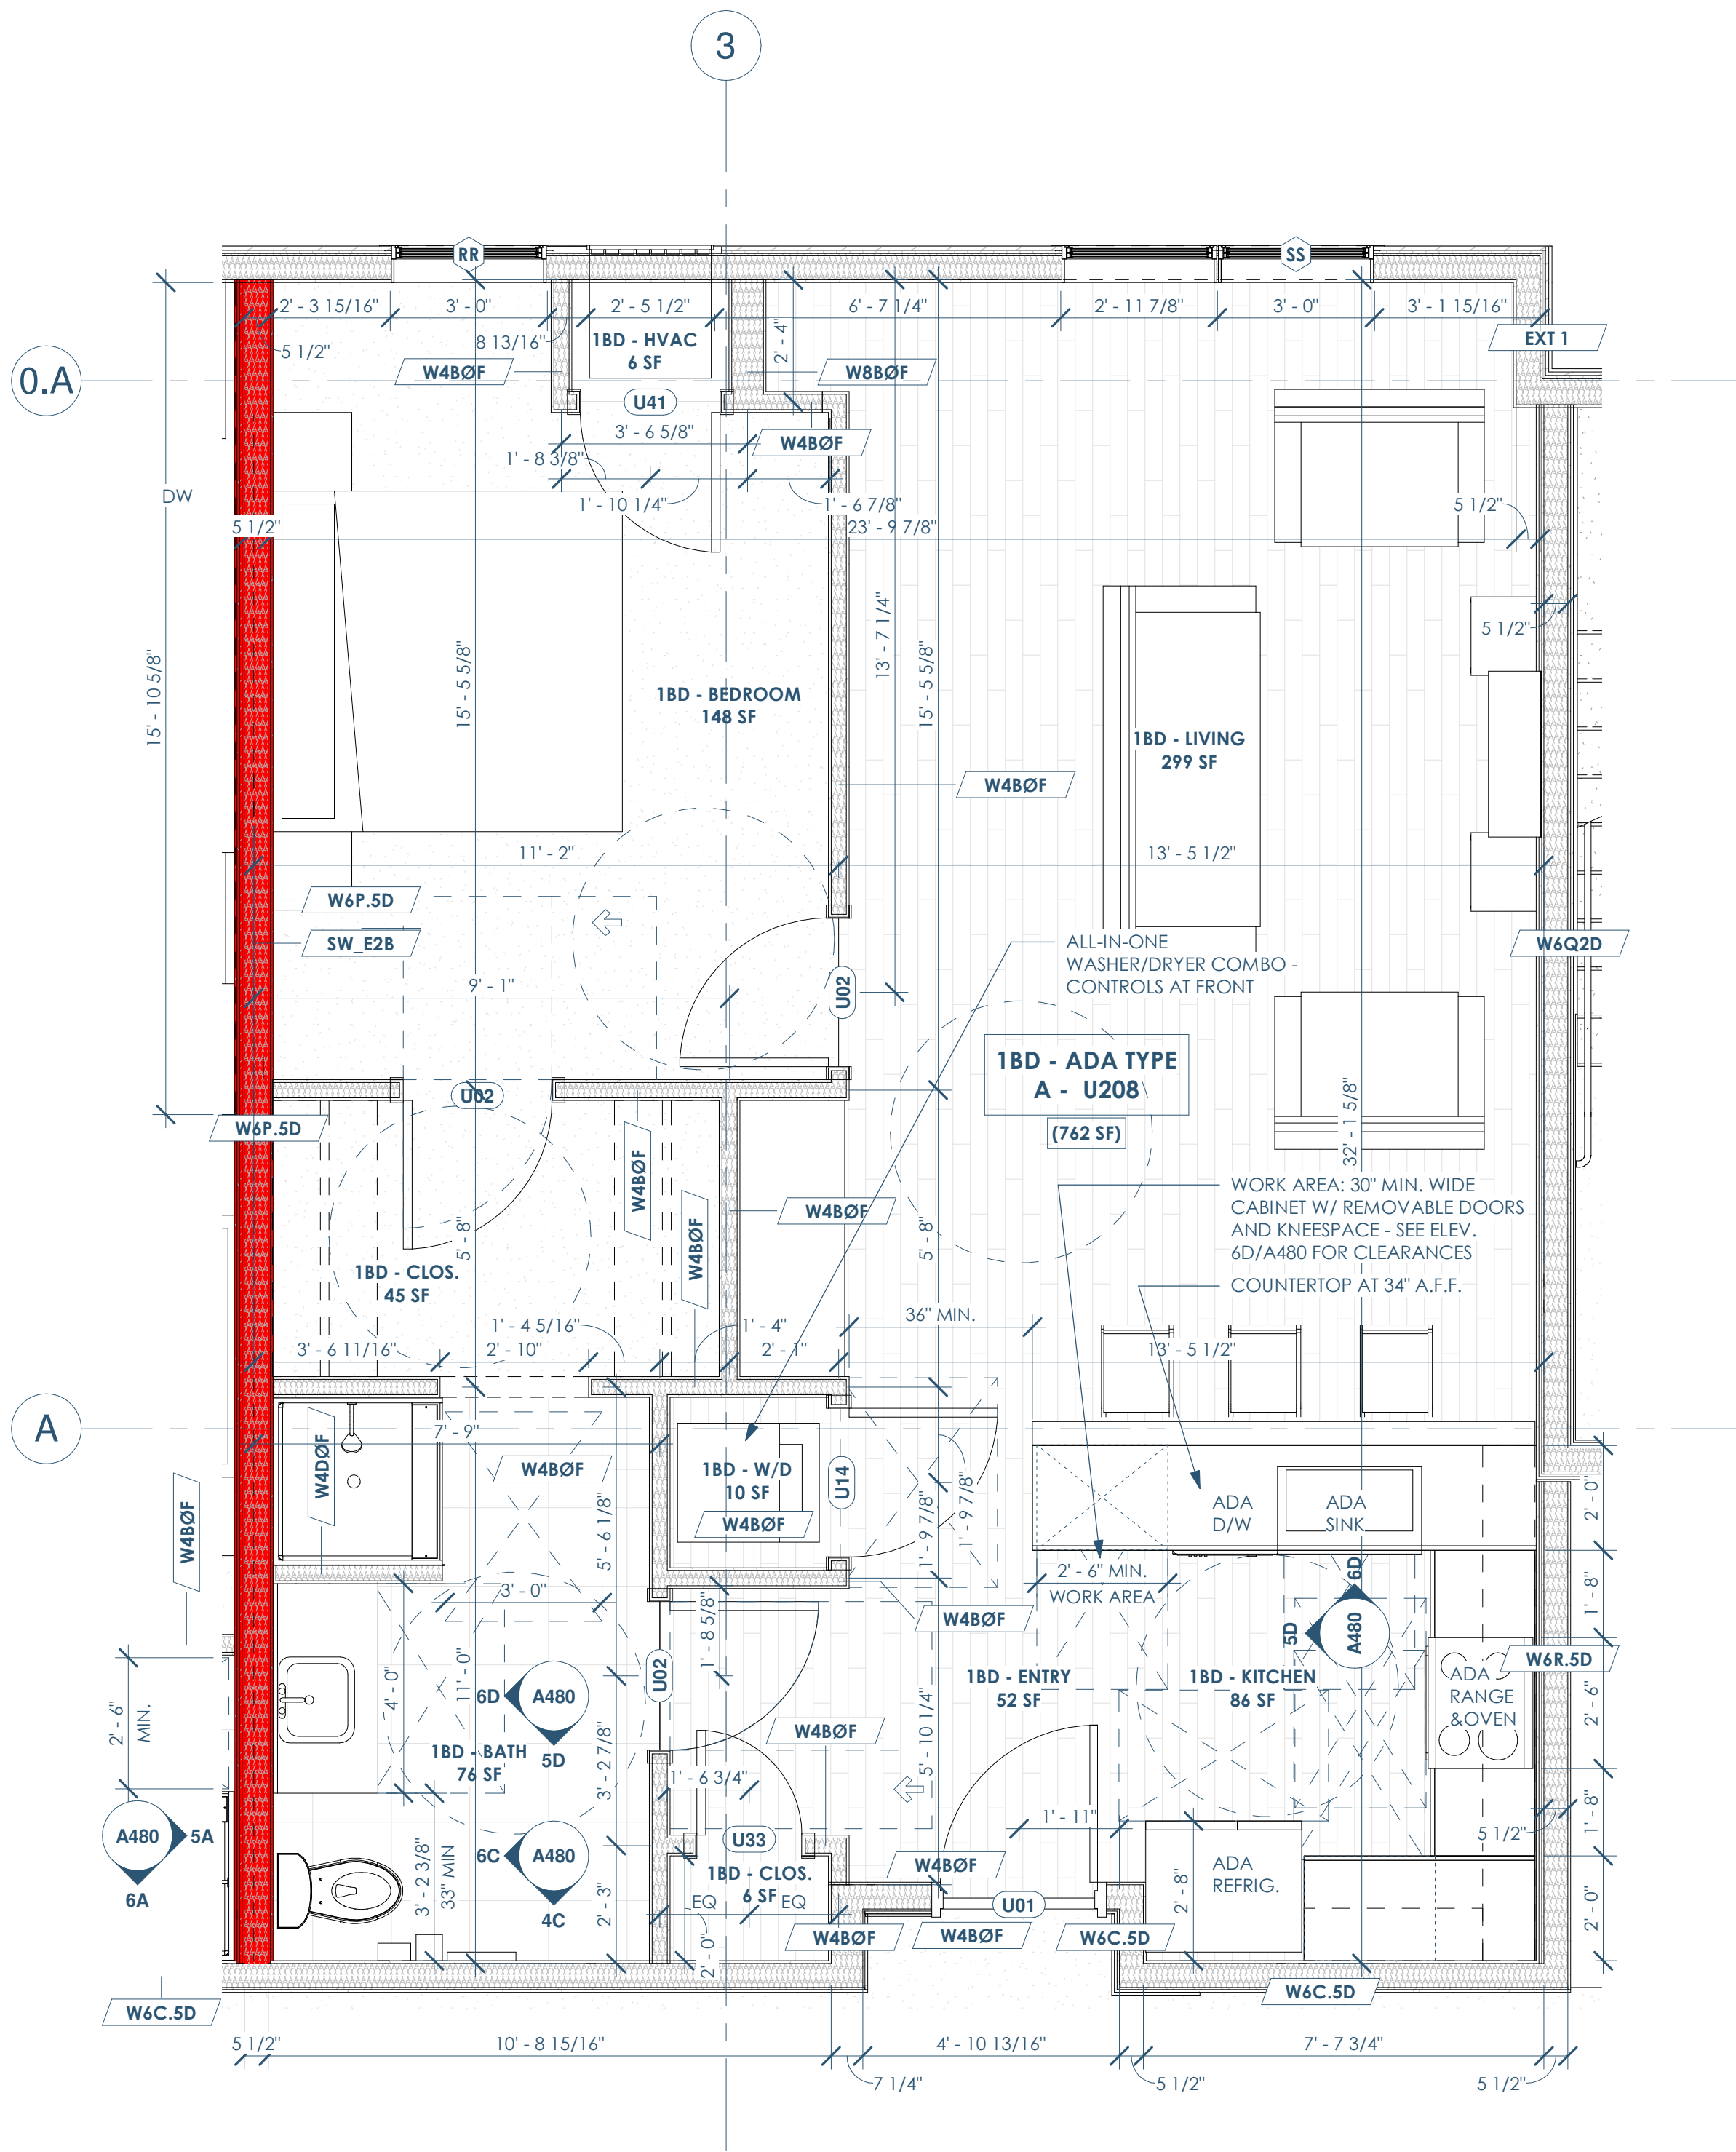 3
RR
SS
2' - 3 15/16"
3' - 0"
2' - 5 1/2"
6' - 7 1/4"
2' - 11 7/8"
3' - 0"
3' - 1 15/16"
EXT 1
8 13/16"
5 1/2"
1BD - HVAC
6 SF
2' - 4"
0.A
W4BØF
W8BØF
U41
3' - 6 5/8"
W4BØF
1' - 8 3/8"
1' - 10 1/4"
1' - 6 7/8"
DW
5 1/2"
23' - 9 7/8"
5 1/2"
13' - 7 1/4"
5 1/2"
15' - 10 5/8"
15' - 5 5/8"
15' - 5 5/8"
1BD - BEDROOM
148 SF
1BD - LIVING
299 SF
W4BØF
11' - 2"
13' - 5 1/2"
W6P.5D
SW_E2B
ALL-IN-ONE
WASHER/DRYER COMBO -
CONTROLS AT FRONT
W6Q2D
9' - 1"
U02
1BD - ADA TYPE
A -  U208
(762 SF)
U02
32' - 1 5/8"
W6P.5D
W4BØF
W4BØF
W4BØF
WORK AREA: 30" MIN. WIDE
CABINET W/ REMOVABLE DOORS
AND KNEESPACE - SEE ELEV.
6D/A480 FOR CLEARANCES
5' - 8"
5' - 8"
1BD - CLOS.
45 SF
COUNTERTOP AT 34" A.F.F.
36" MIN.
1' - 4 5/16"
1' - 4"
3' - 6 11/16"
2' - 10"
2' - 1"
13' - 5 1/2"
A
7' - 9"
W4DØF
W4BØF
1BD - W/D
10 SF
W4BØF
U14
1' - 9 7/8"
1' - 9 7/8"
ADA
D/W
ADA
SINK
2' - 0"
W4BØF
5' - 6 1/8"
3' - 0"
2' - 6" MIN.
WORK AREA
6D
5D
A480
1' - 8"
W4BØF
1' - 8 5/8"
U02
1BD - ENTRY
52 SF
1BD - KITCHEN
86 SF
W6R.5D
ADA
RANGE
&OVEN
2' - 6"
2' - 6"
MIN.
4' - 0"
11' - 0"
6D
A480
5D
1BD - BATH
76 SF
3' - 2 7/8"
W4BØF
5' - 10 1/4"
1' - 6 3/4"
1' - 11"
1' - 8"
5 1/2"
A480
5A
6A
6C
A480
4C
3' - 2 3/8"
33" MIN
2' - 3"
U33
1BD - CLOS.
6 SF
EQ
EQ
2' - 0"
W4BØF
U01
2' - 8"
ADA
REFRIG.
2' - 0"
W4BØF
W4BØF
W6C.5D
W6C.5D
W6C.5D
5 1/2"
10' - 8 15/16"
4' - 10 13/16"
7' - 7 3/4"
7 1/4"
5 1/2"
5 1/2"